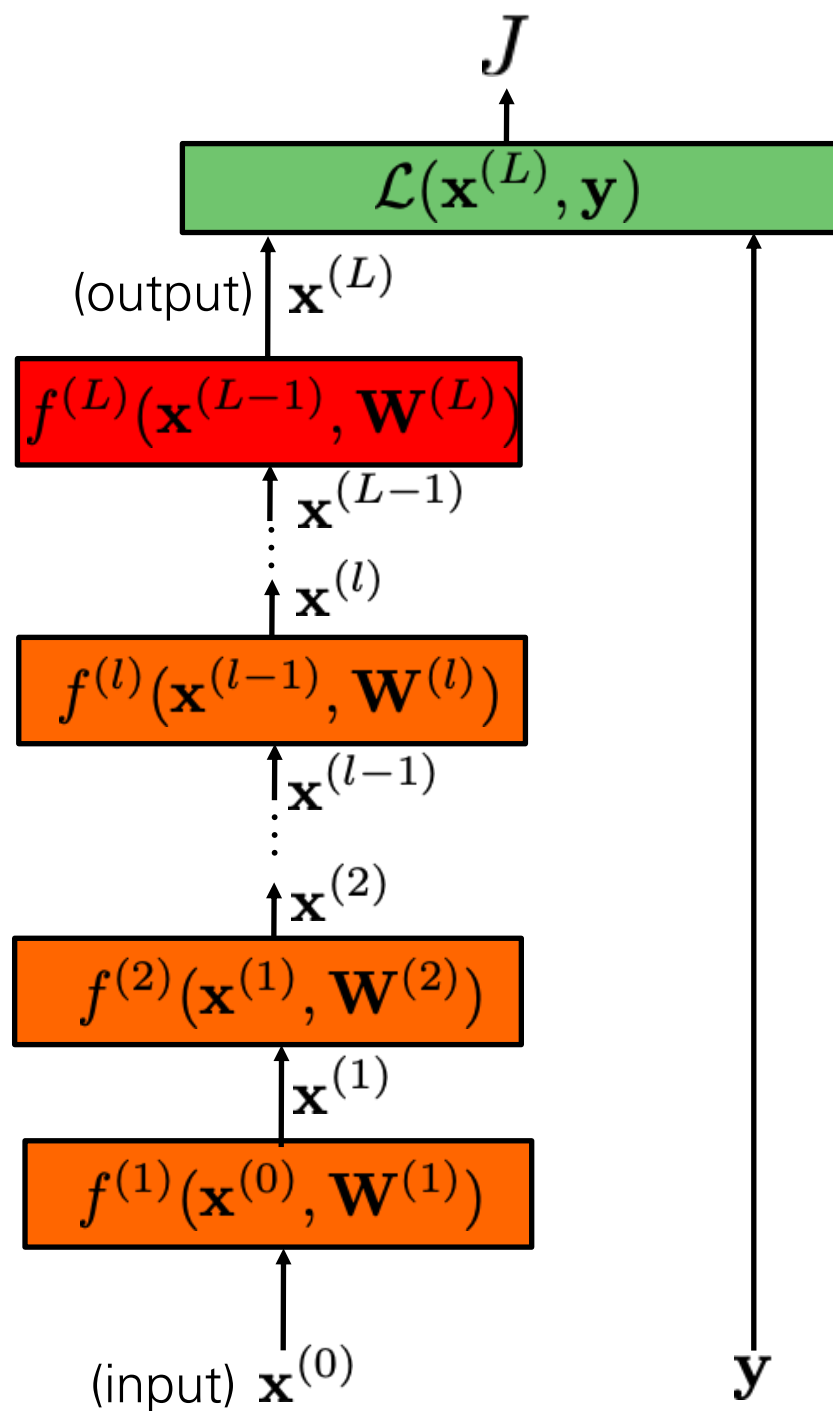 J
ℒ(𝐱^(L), 𝐲)
(output) 𝐱^(L)
f^(L)(𝐱^(L−1), 𝐖^(L))
𝐱^(L−1)
⋮
𝐱^(l)
f^(l)(𝐱^(l−1), 𝐖^(l))
𝐱^(l−1)
⋮
𝐱^(2)
f^(2)(𝐱^(1), 𝐖^(2))
𝐱^(1)
f^(1)(𝐱^(0), 𝐖^(1))
(input) 𝐱^(0) 𝐲